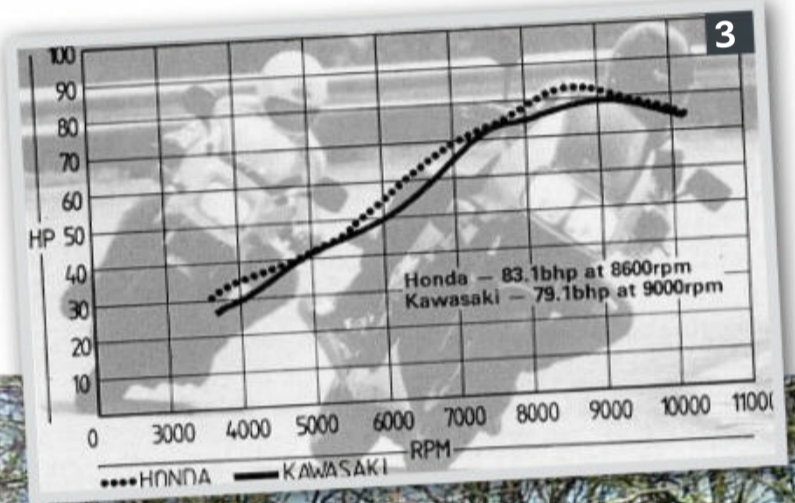 3
100
90
80
70
60
HP 50
40
30
20
10
Honda — 83.1bhp at 8600rpm
Kawasaki — 79.1bhp at 9000rpm
0 3000 4000 5000 6000 7000 8000 9000 10000 1100(
RPM
HONDA KAWASAKI